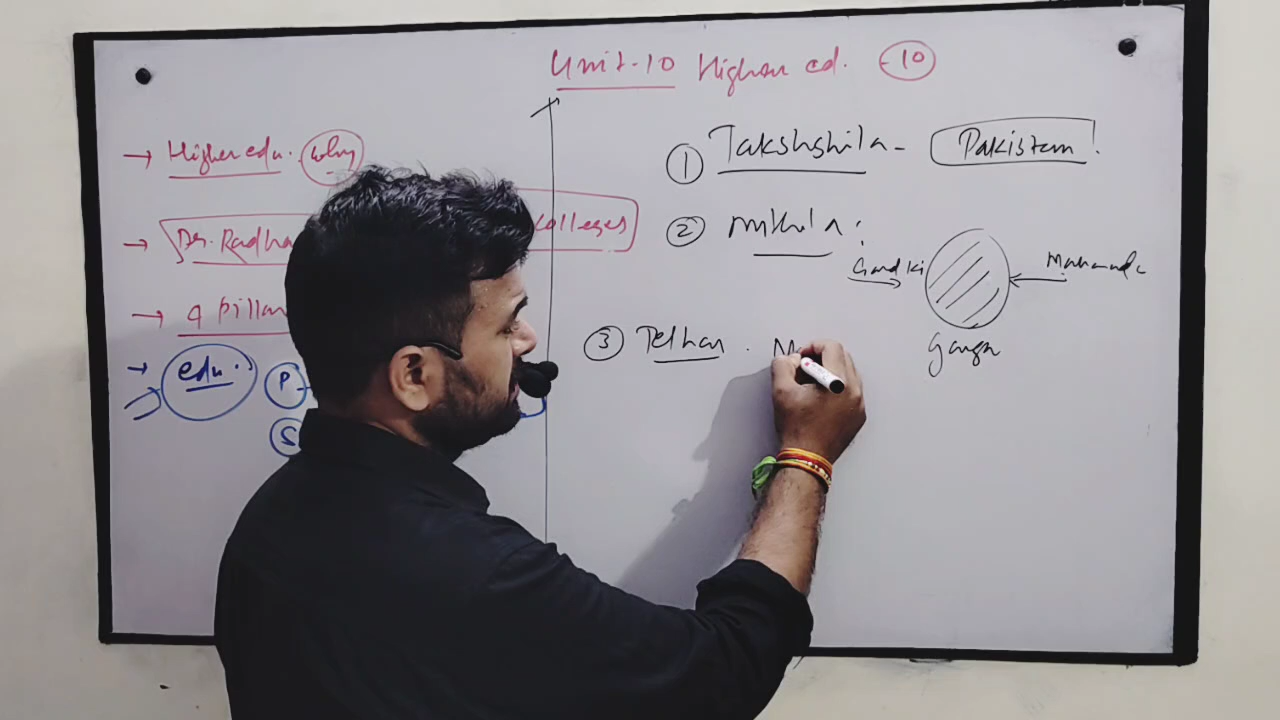 Unit-10 Higher ed. -10
→ Higher edu. Why
→ Dr. Radha
Colleges
→ 4 Pillar
→ edu. P
S
① Takshshila - Pakistan!
② Mithila:
Gandki
Mahananda
Ganga
③ Telhar.